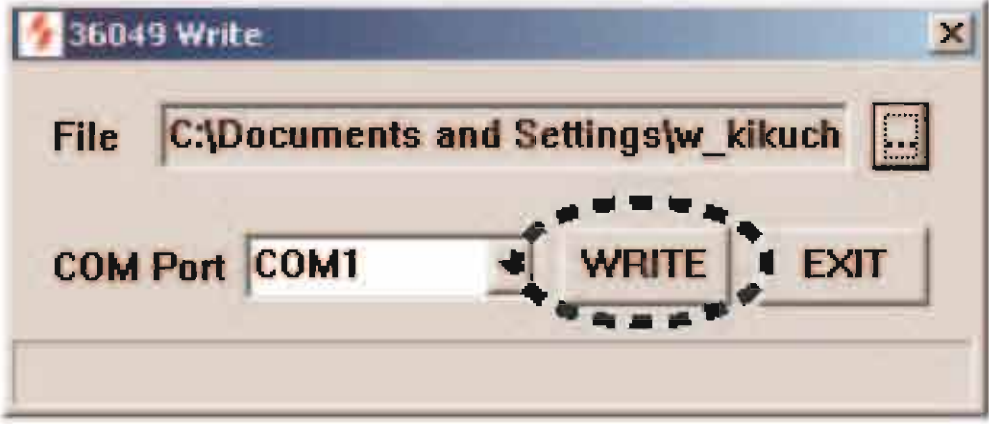 36049 Write
File C:\Documents and Settings\w_kikuch ...
COM Port COM1 WRITE EXIT